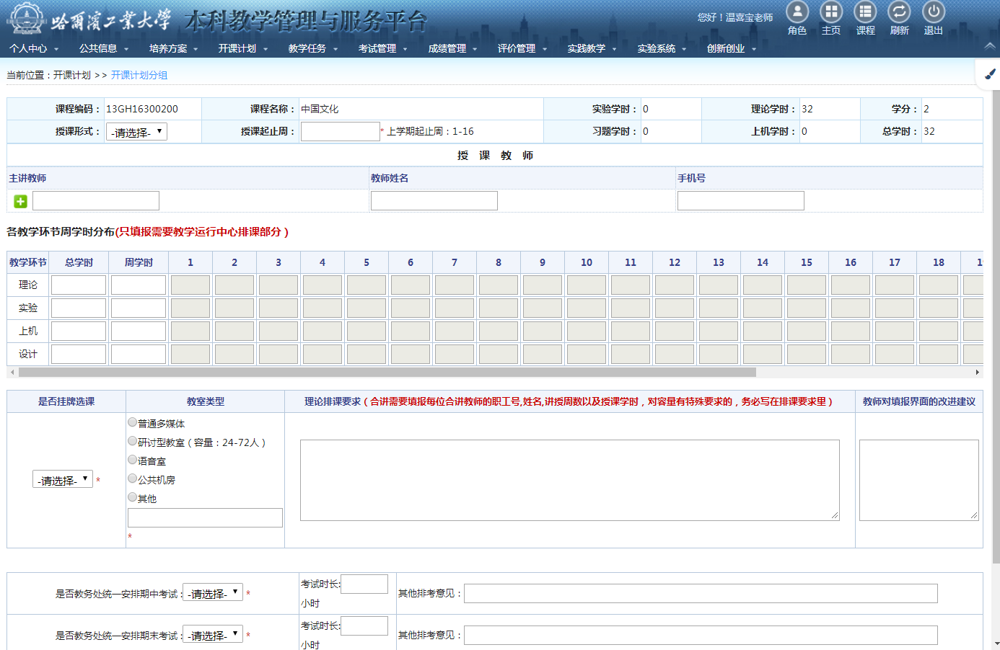 哈尔滨工业大学 本科教学管理与服务平台
您好！温喜宝老师
角色 主页 课程 刷新 退出
个人中心 公共信息 培养方案 开课计划 教学任务 考试管理 成绩管理 评价管理 实践教学 实验系统 创新创业
当前位置：开课计划 >> 开课计划分组
课程编码： 13GH16300200 课程名称： 中国文化 实验学时： 0 理论学时： 32 学分： 2
授课形式： -请选择- 授课起止周： * 上学期起止周：1-16 习题学时： 0 上机学时： 0 总学时： 32
授 课 教 师
主讲教师 教师姓名 手机号
各教学环节周学时分布(只填报需要教学运行中心排课部分）
教学环节 总学时 周学时 1 2 3 4 5 6 7 8 9 10 11 12 13 14 15 16 17 18
理论
实验
上机
设计
是否挂牌选课 教室类型 理论排课要求（合讲需要填报每位合讲教师的职工号,姓名,讲授周数以及授课学时，对容量有特殊要求的，务必写在排课要求里） 教师对填报界面的改进建议
-请选择- *
普通多媒体
研讨型教室（容量：24-72人）
语音室
公共机房
其他
*
是否教务处统一安排期中考试： -请选择- * 考试时长: 小时 其他排考意见：
是否教务处统一安排期末考试： -请选择- * 考试时长: 小时 其他排考意见：